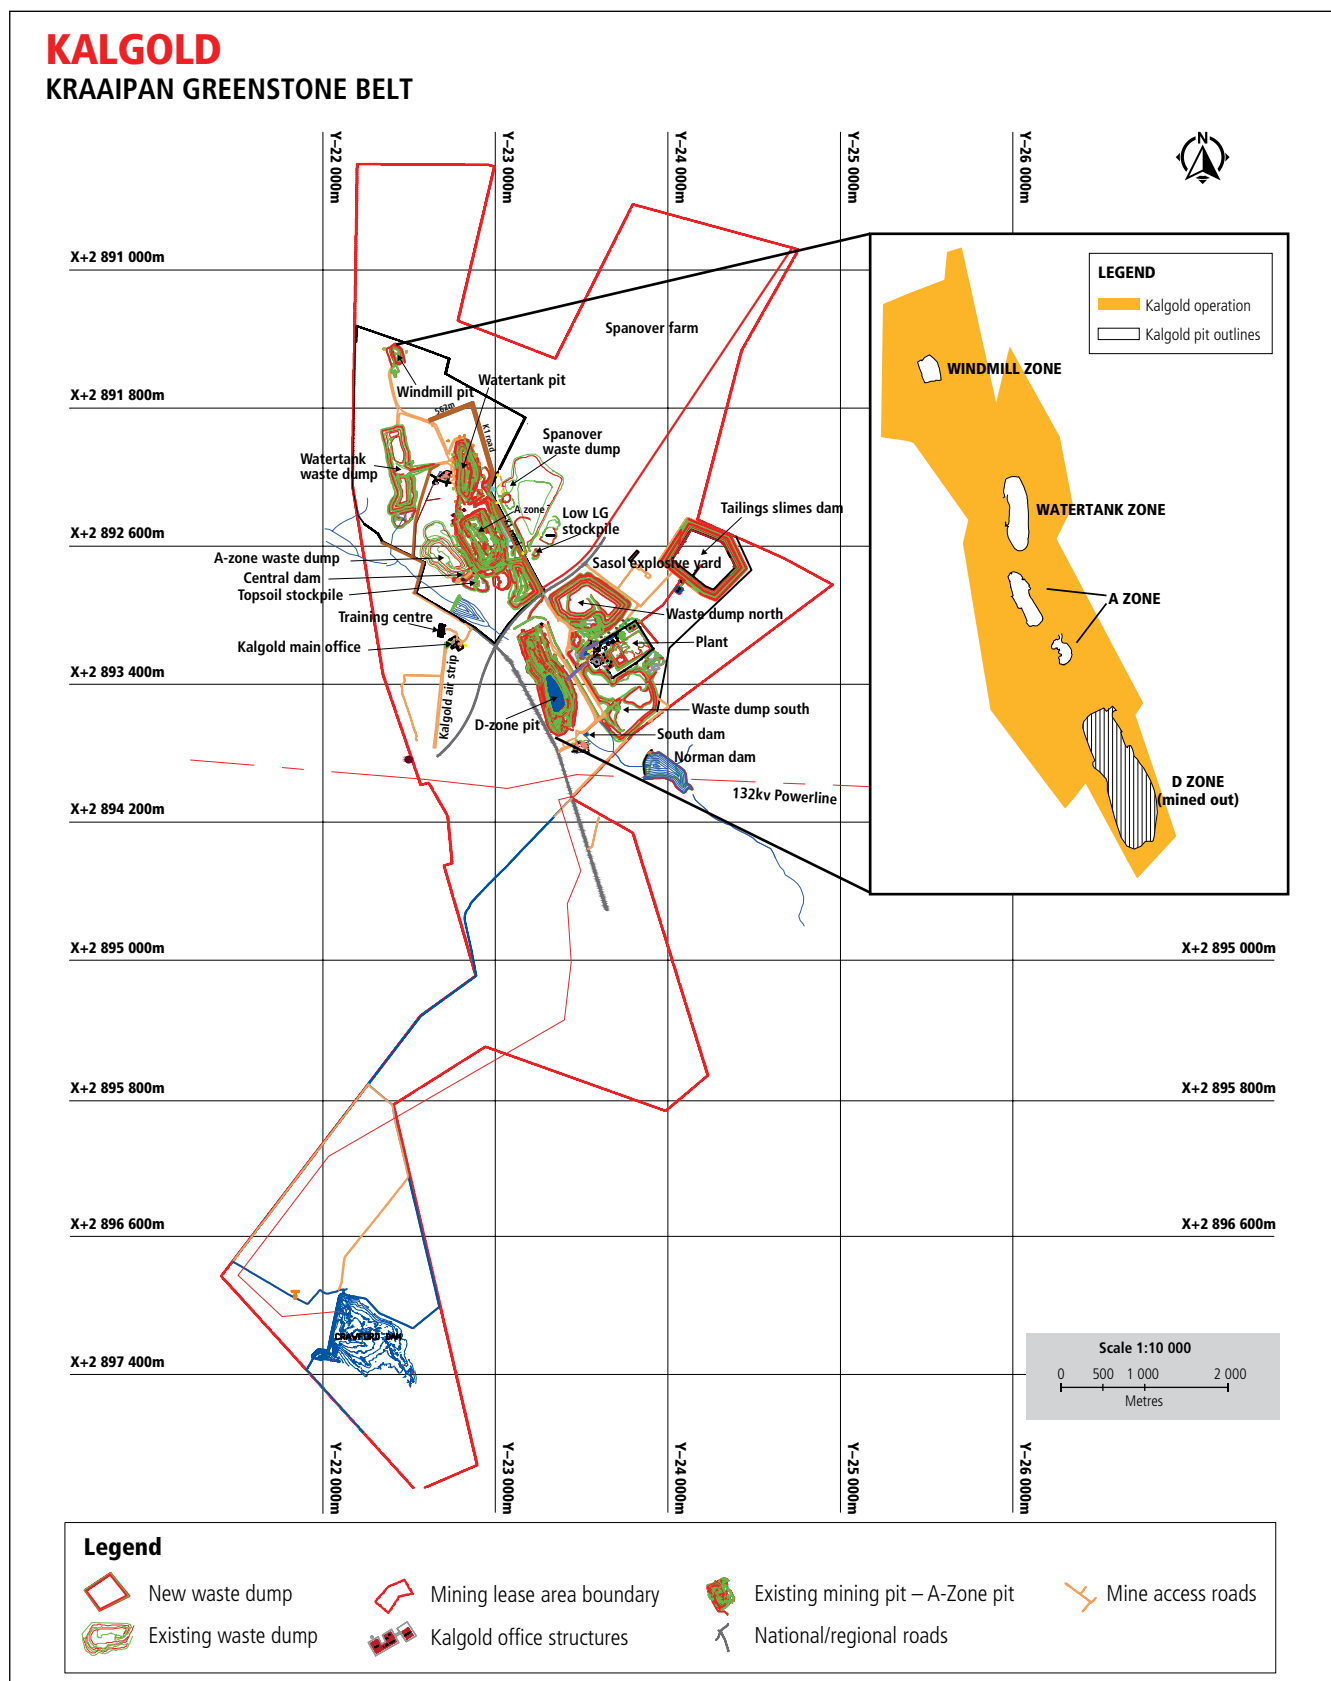 KALGOLD
KRAAIPAN GREENSTONE BELT
Y–22 000m
Y–23 000m
Y–24 000m
Y–25 000m
Y–26 000m
N
X+2 891 000m
X+2 891 800m
X+2 892 600m
X+2 893 400m
X+2 894 200m
X+2 895 000m
X+2 895 800m
X+2 896 600m
X+2 897 400m
X+2 895 000m
X+2 895 800m
X+2 896 600m
Spanover farm
Windmill pit
Watertank pit
562m
K1 road
Watertank
waste dump
Spanover
waste dump
A zone
K1 road
Low LG
stockpile
Tailings slimes dam
A-zone waste dump
Sasol explosive yard
Central dam
Topsoil stockpile
Training centre
Waste dump north
Kalgold main office
Plant
Kalgold air strip
D-zone pit
Waste dump south
South dam
Norman dam
132kv Powerline
CRAWFORD DAM
LEGEND
Kalgold operation
Kalgold pit outlines
WINDMILL ZONE
WATERTANK ZONE
A ZONE
D ZONE
(mined out)
Scale 1:10 000
0 500 1 000 2 000
Metres
Y–22 000m
Y–23 000m
Y–24 000m
Y–25 000m
Y–26 000m
Legend
New waste dump
Mining lease area boundary
Existing mining pit – A-Zone pit
Mine access roads
Existing waste dump
Kalgold office structures
National/regional roads